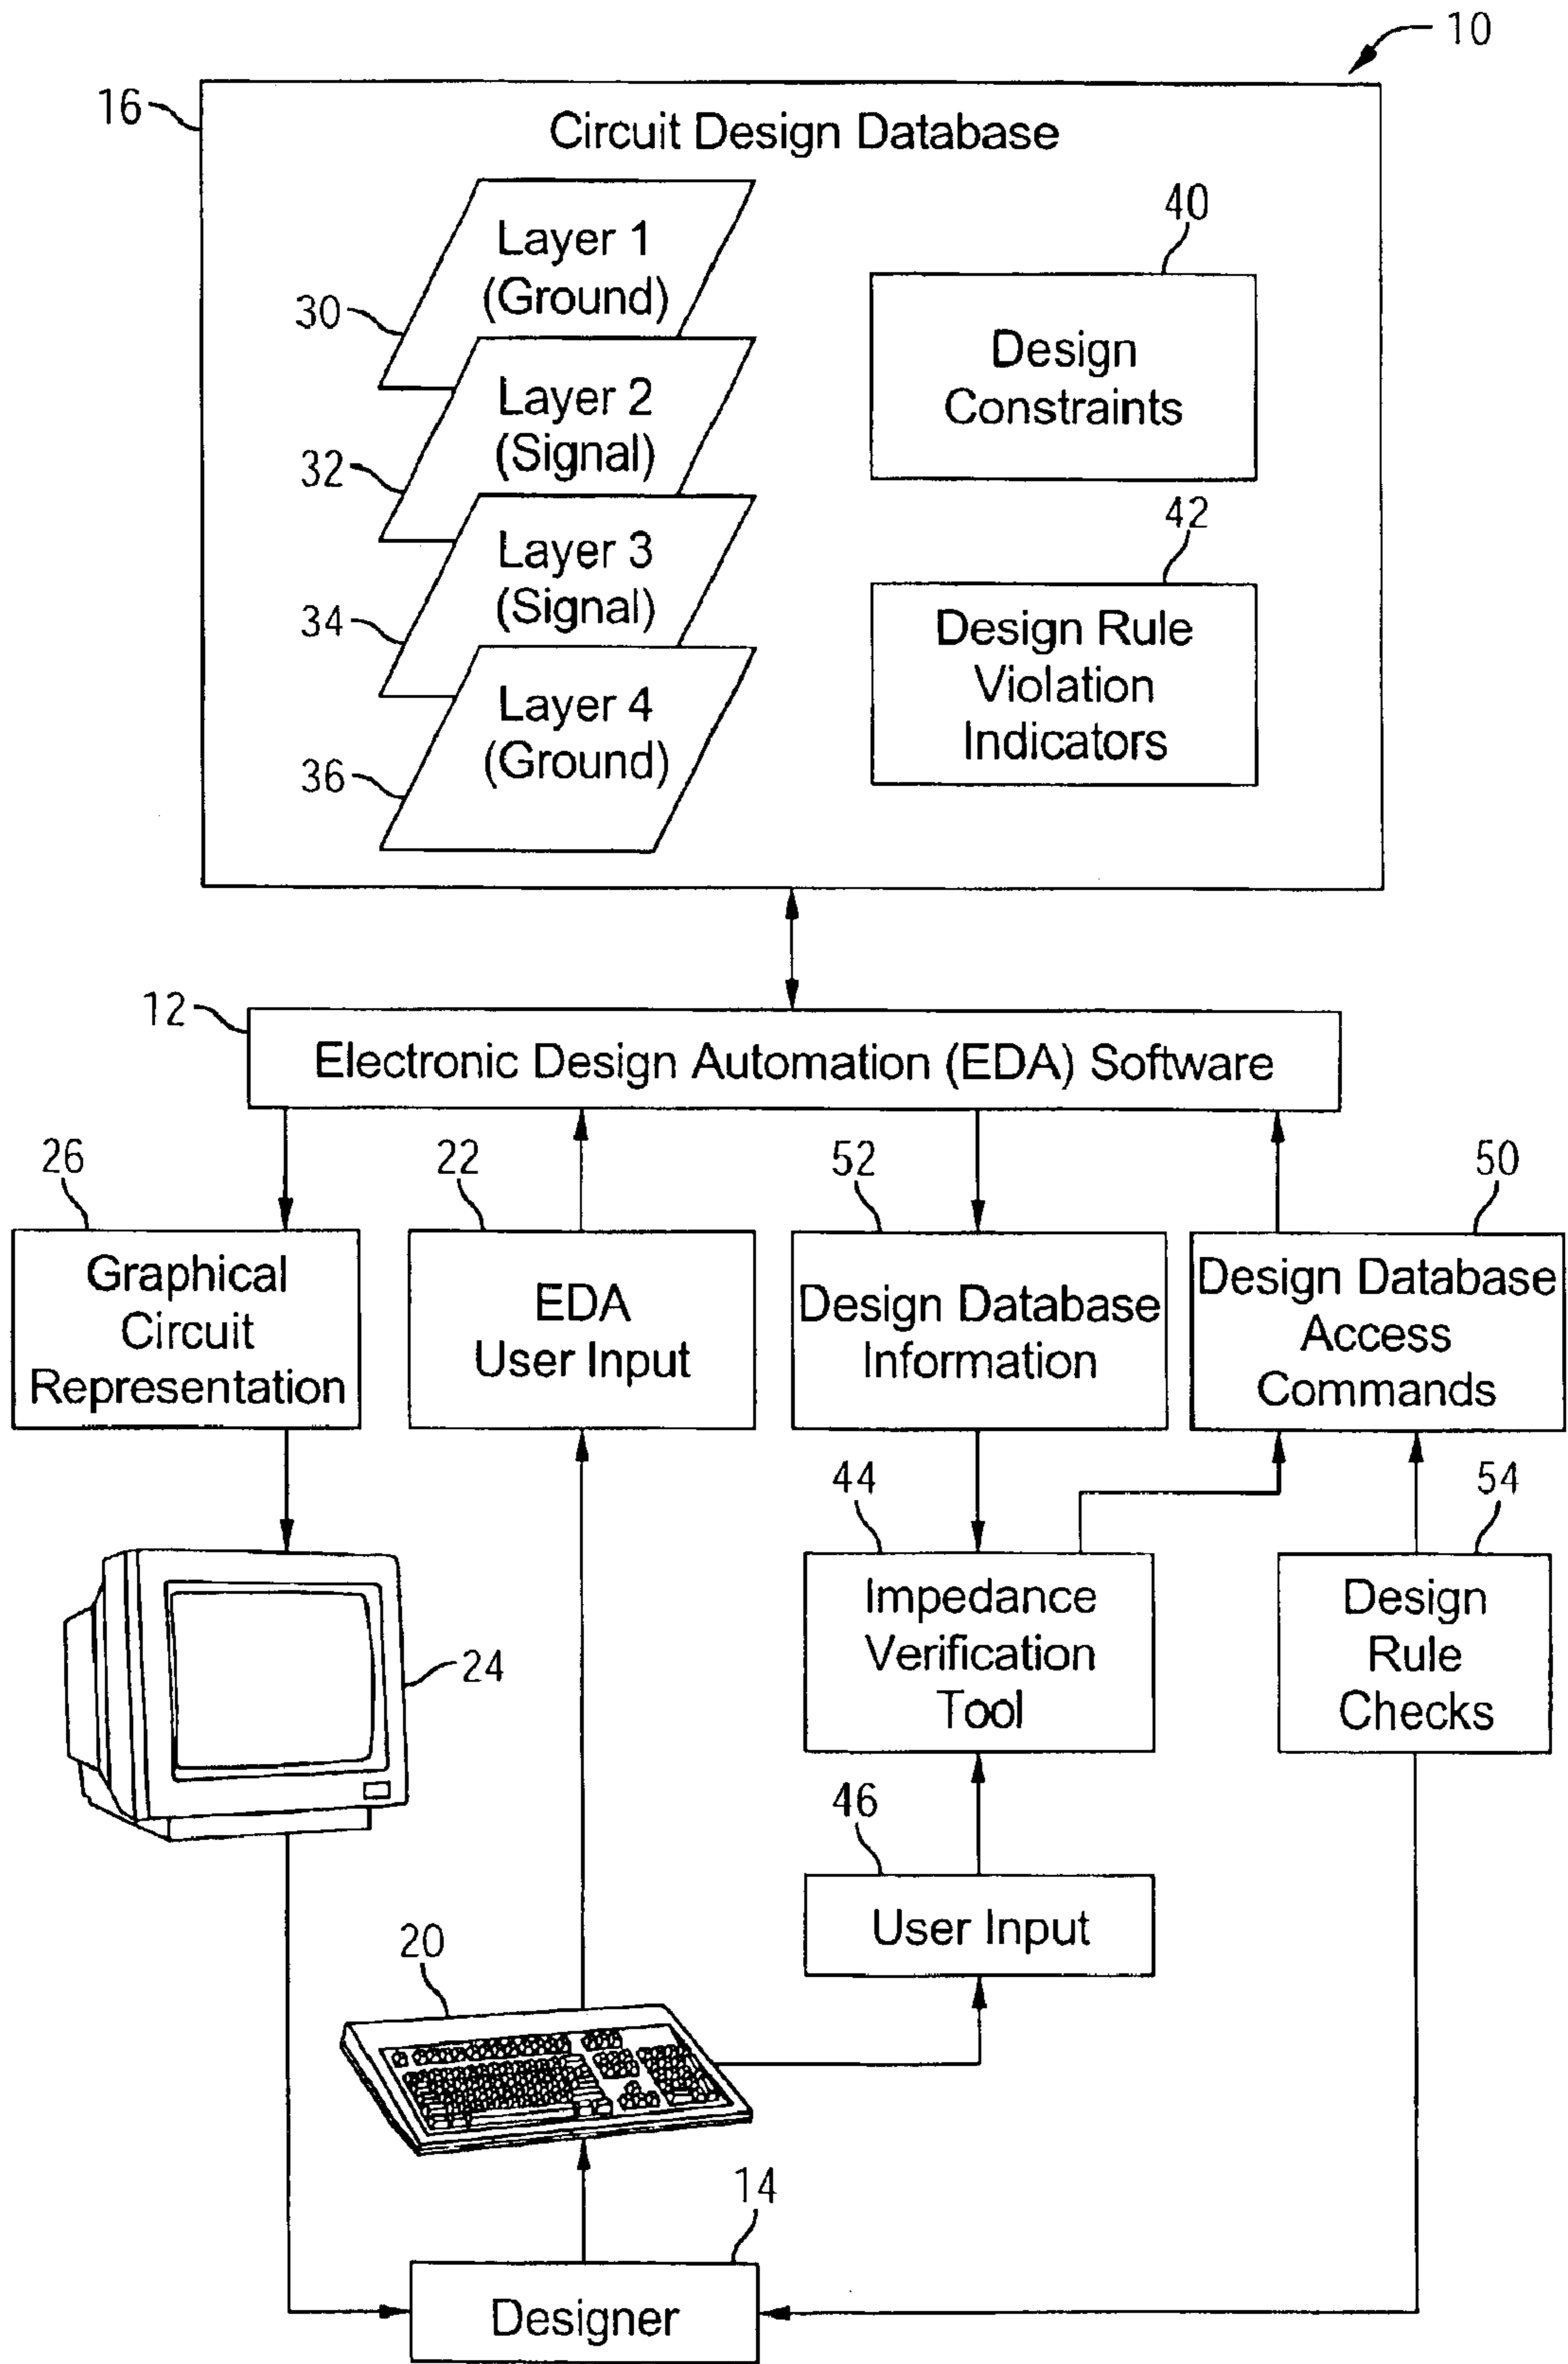 10
16
Circuit Design Database
Layer 1
(Ground)
30
Layer 2
(Signal)
32
Layer 3
(Signal)
34
Layer 4
(Ground)
36
40
Design
Constraints
42
Design Rule
Violation
Indicators
12
Electronic Design Automation (EDA) Software
26
Graphical
Circuit
Representation
22
EDA
User Input
52
Design Database
Information
50
Design Database
Access
Commands
24
44
Impedance
Verification
Tool
54
Design
Rule
Checks
46
User Input
20
14
Designer